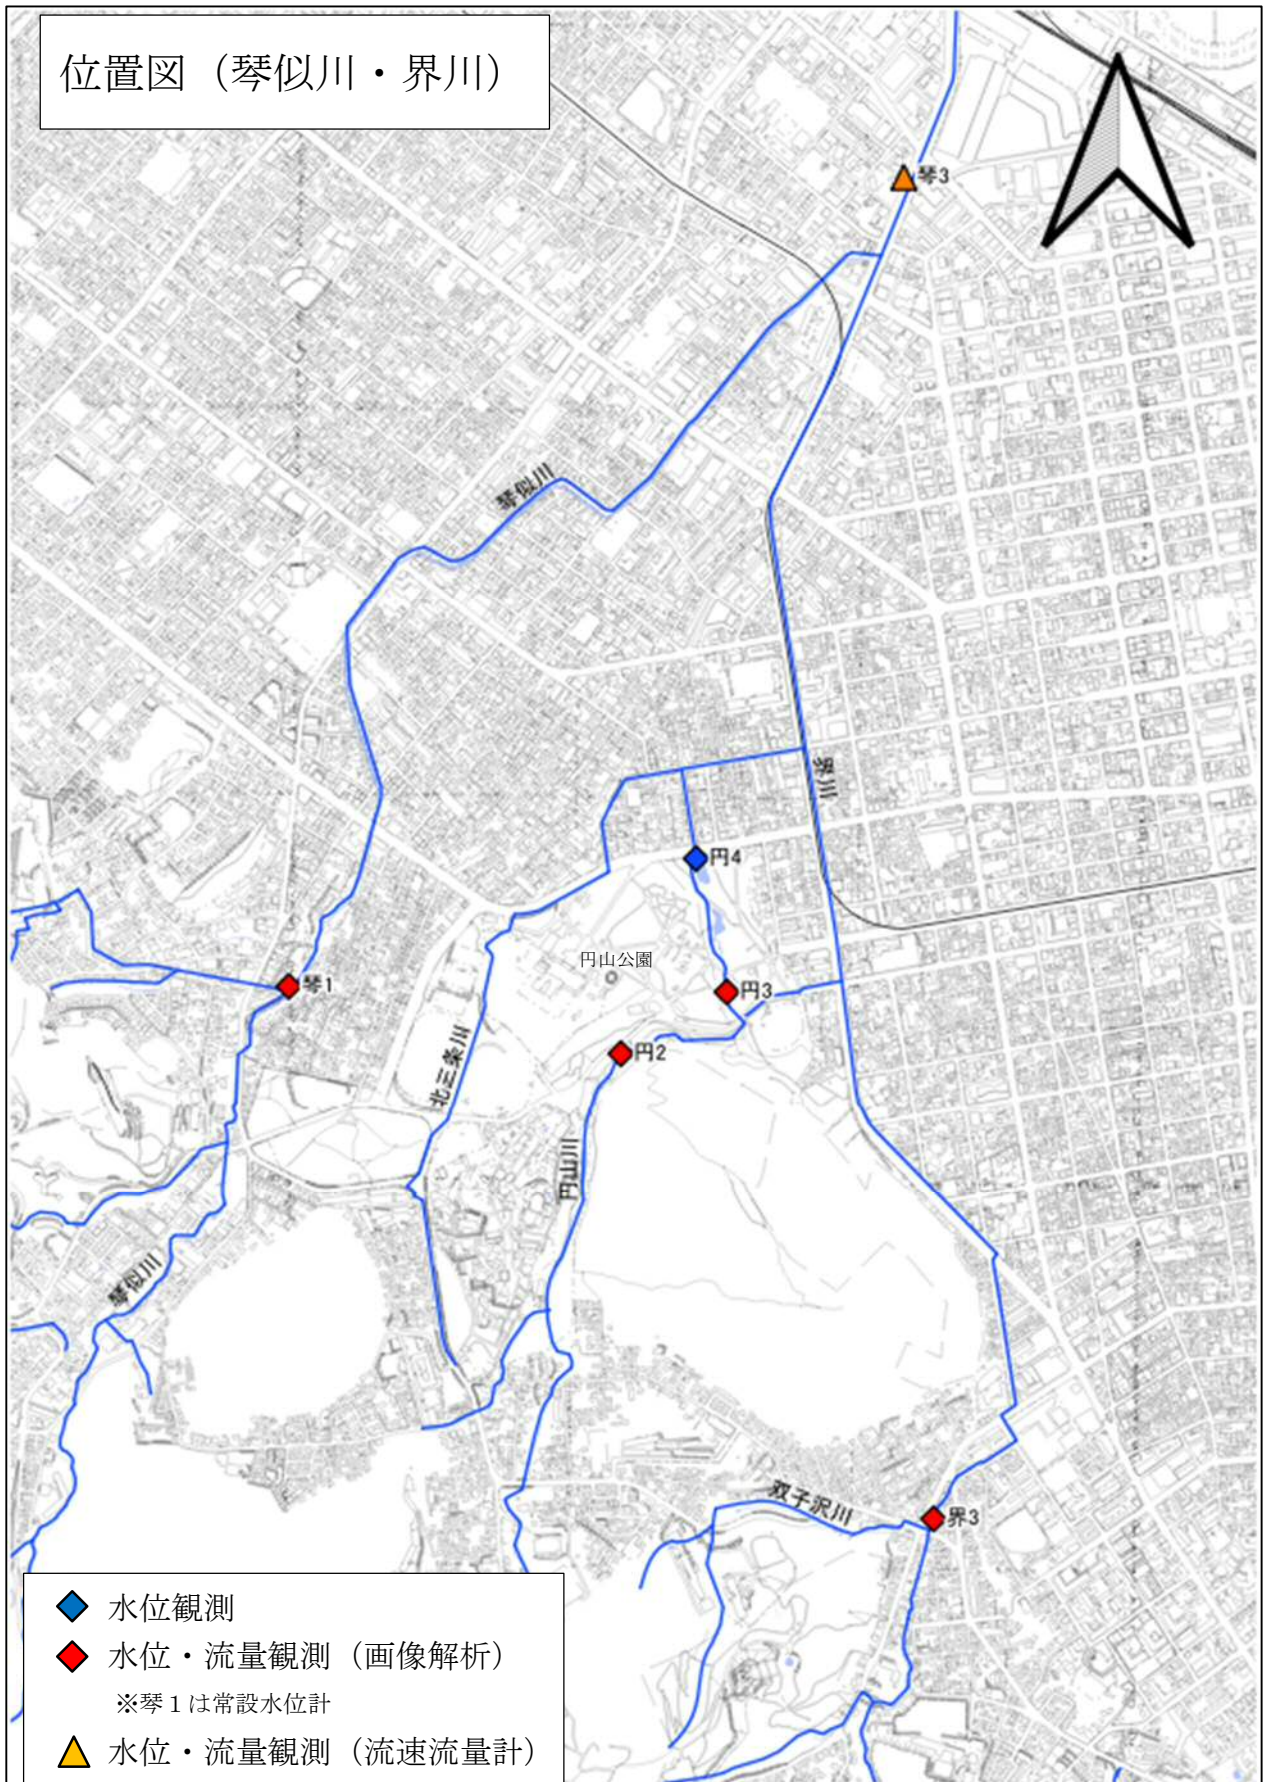 位置図（琴似川・界川）
琴3
琴似川
界川
円4
円山公園
円3
琴1
円2
北三条川
円山川
琴似川
双子沢川
界3
水位観測
水位・流量観測（画像解析）
※琴１は常設水位計
水位・流量観測（流速流量計）